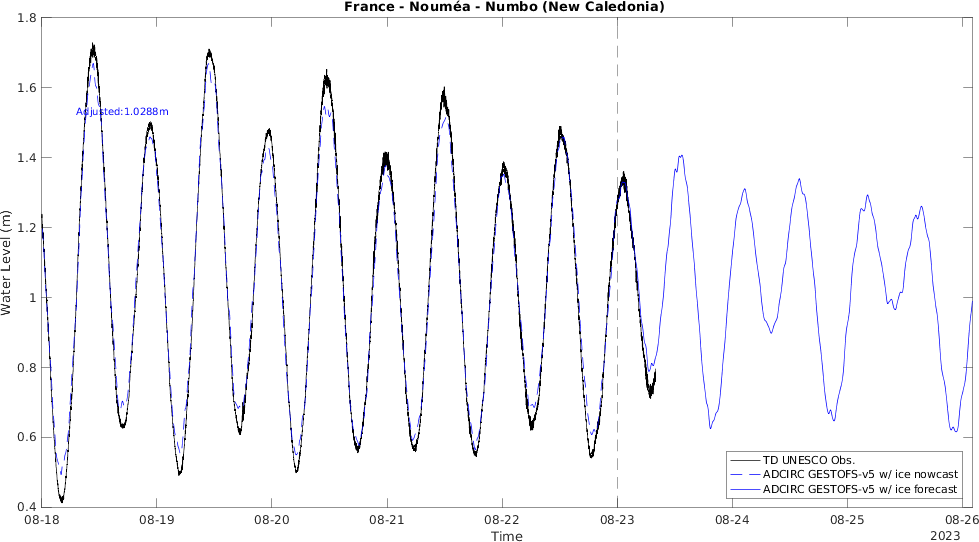 France - Nouméa - Numbo (New Caledonia)
1.8
1.6
1.4
1.2
1
0.8
0.6
0.4
Water Level (m)
Adjusted:1.0288m
TD UNESCO Obs.
ADCIRC GESTOFS-v5 w/ ice nowcast
ADCIRC GESTOFS-v5 w/ ice forecast
08-18
08-19
08-20
08-21
08-22
08-23
08-24
08-25
08-26
Time
2023